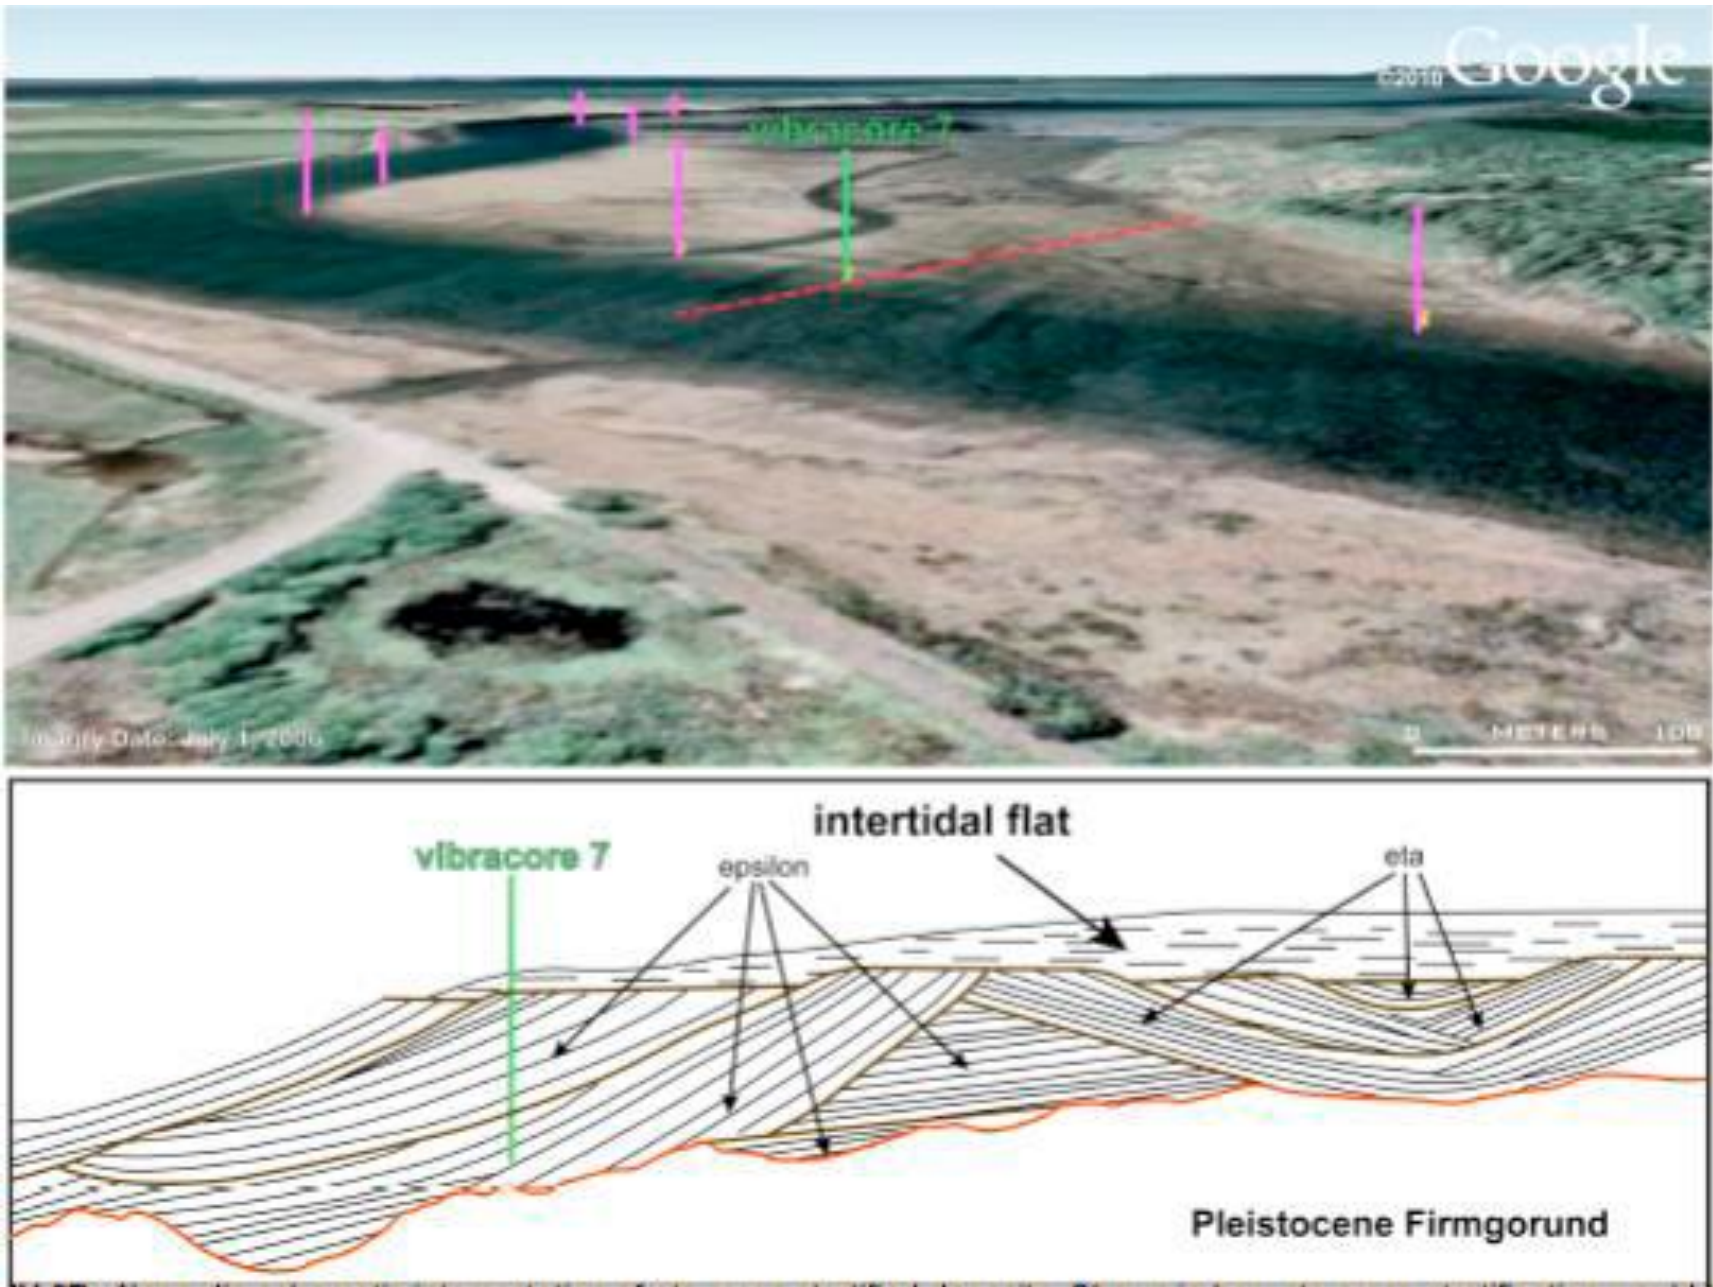 ©2010 Google
vibracore 7
Imagry Date: July 1, 2006
0 METERS 100
intertidal flat
vibracore 7
epsilon
eta
Pleistocene Firmgorund